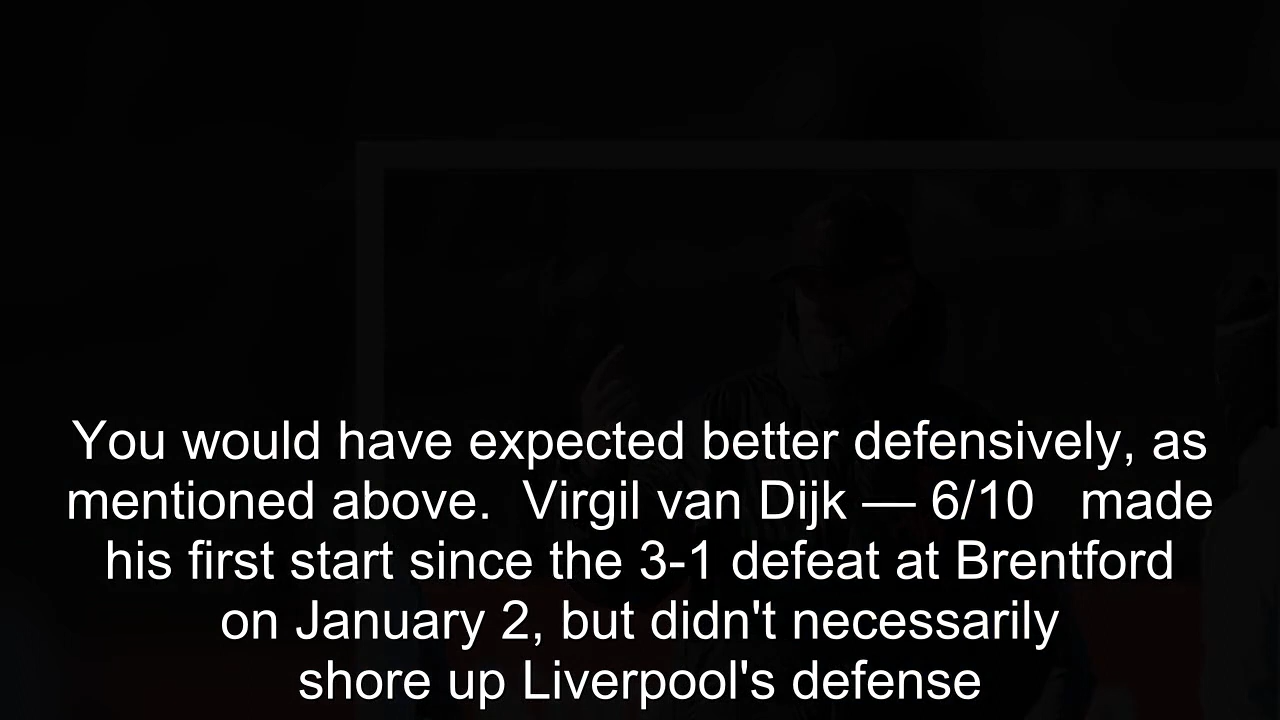 You would have expected better defensively, as
mentioned above.  Virgil van Dijk — 6/10   made
his first start since the 3-1 defeat at Brentford
on January 2, but didn't necessarily
shore up Liverpool's defense